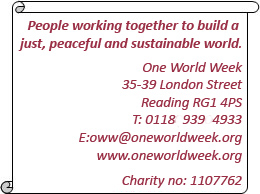 People working together to build a
just, peaceful and sustainable world.
One World Week
35-39 London Street
Reading RG1 4PS
T: 0118 939 4933
E:oww@oneworldweek.org
www.oneworldweek.org
Charity no: 1107762